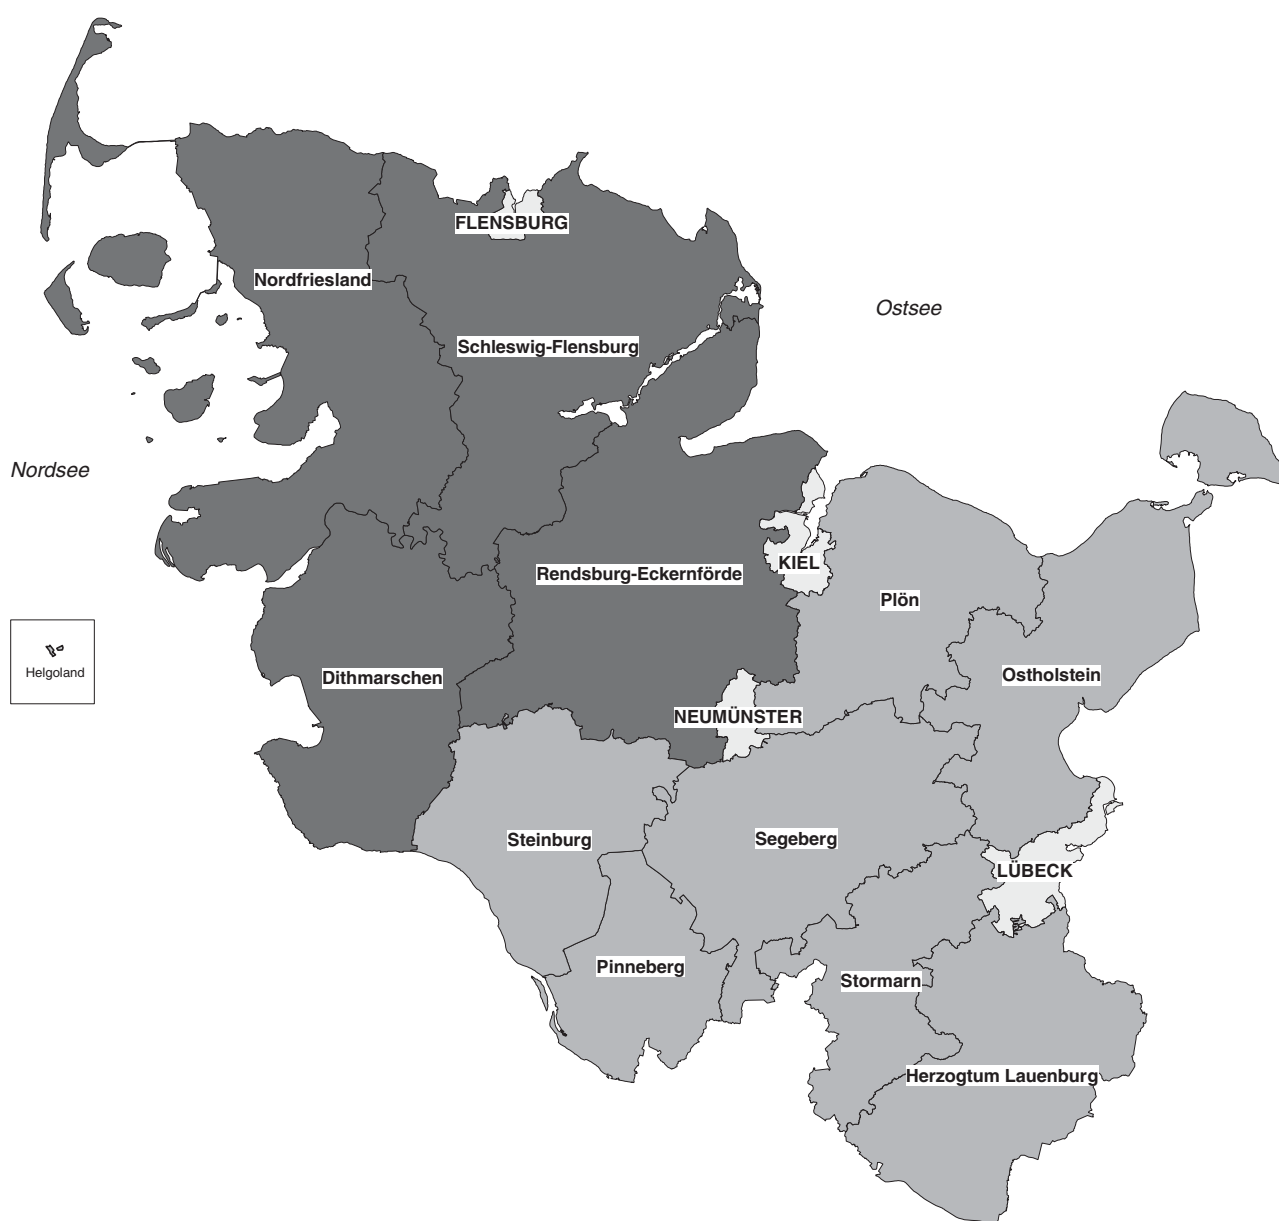 FLENSBURG
Nordfriesland
Ostsee
Schleswig-Flensburg
Nordsee
KIEL
Rendsburg-Eckernförde
Plön
Helgoland
Dithmarschen
Ostholstein
NEUMÜNSTER
Steinburg
Segeberg
LÜBECK
Pinneberg
Stormarn
Herzogtum Lauenburg